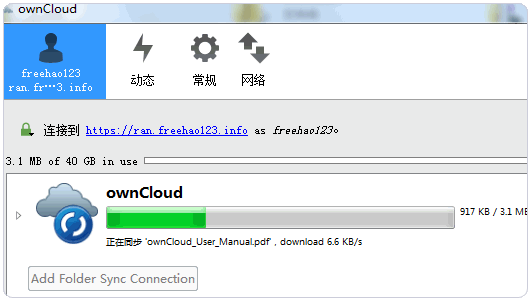 ownCloud
freehao123
ran.fr…3.info
动态
常规
网络
连接到 https://ran.freehao123.info as freehao123。
3.1 MB of 40 GB in use
ownCloud
917 KB / 3.1 MB
正在同步 'ownCloud_User_Manual.pdf', download 6.6 KB/s
Add Folder Sync Connection